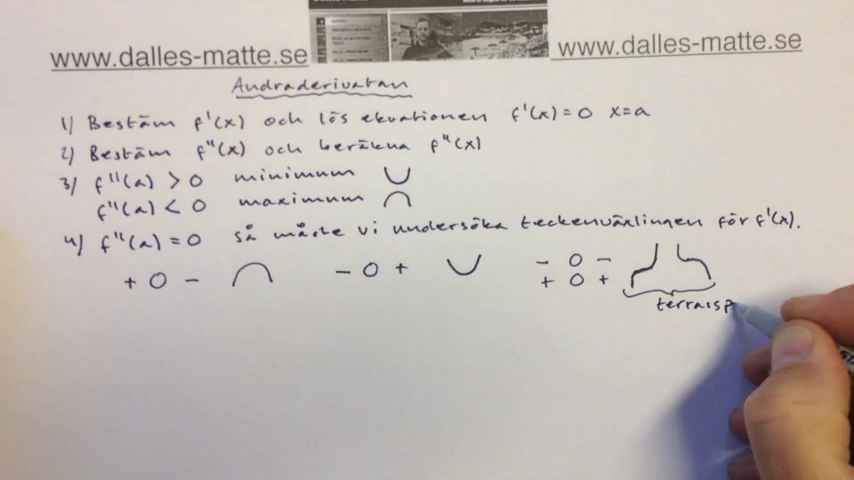 www.dalles-matte.se www.dalles-matte.se
Andraderivatan
1) Bestäm f'(x) och lös ekvationen f'(x)=0 x=a
2) Bestäm f"(x) och beräkna f"(x)
3) f"(a) > 0 minimum
f"(a) < 0 maximum
4) f"(a) = 0 så måste vi undersöka teckenväxlingen för f'(x).
+ 0 - - 0 + - 0 -
+ 0 +
terrassp